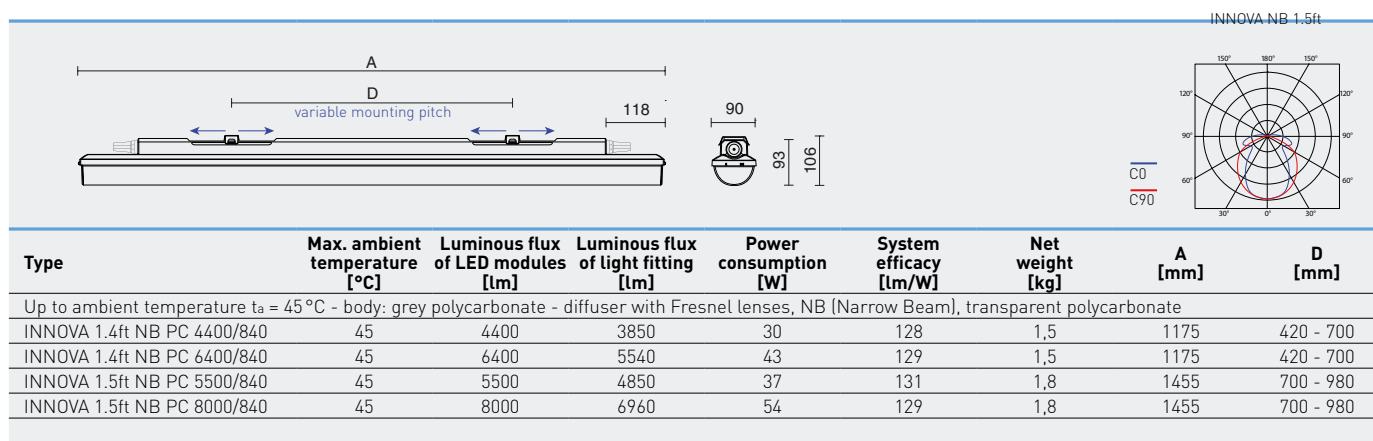 INNOVA NB 1.5ft
A
D
variable mounting pitch
118
90
93
106
150° 180° 150°
120° 120°
90° 90°
60° 60°
30° 0° 30°
C0
C90
Type Max. ambient temperature [°C] Luminous flux of LED modules [lm] Luminous flux of light fitting [lm] Power consumption [W] System efficacy [lm/W] Net weight [kg] A [mm] D [mm]
Up to ambient temperature ta = 45 °C - body: grey polycarbonate - diffuser with Fresnel lenses, NB (Narrow Beam), transparent polycarbonate
INNOVA 1.4ft NB PC 4400/840 45 4400 3850 30 128 1,5 1175 420 - 700
INNOVA 1.4ft NB PC 6400/840 45 6400 5540 43 129 1,5 1175 420 - 700
INNOVA 1.5ft NB PC 5500/840 45 5500 4850 37 131 1,8 1455 700 - 980
INNOVA 1.5ft NB PC 8000/840 45 8000 6960 54 129 1,8 1455 700 - 980